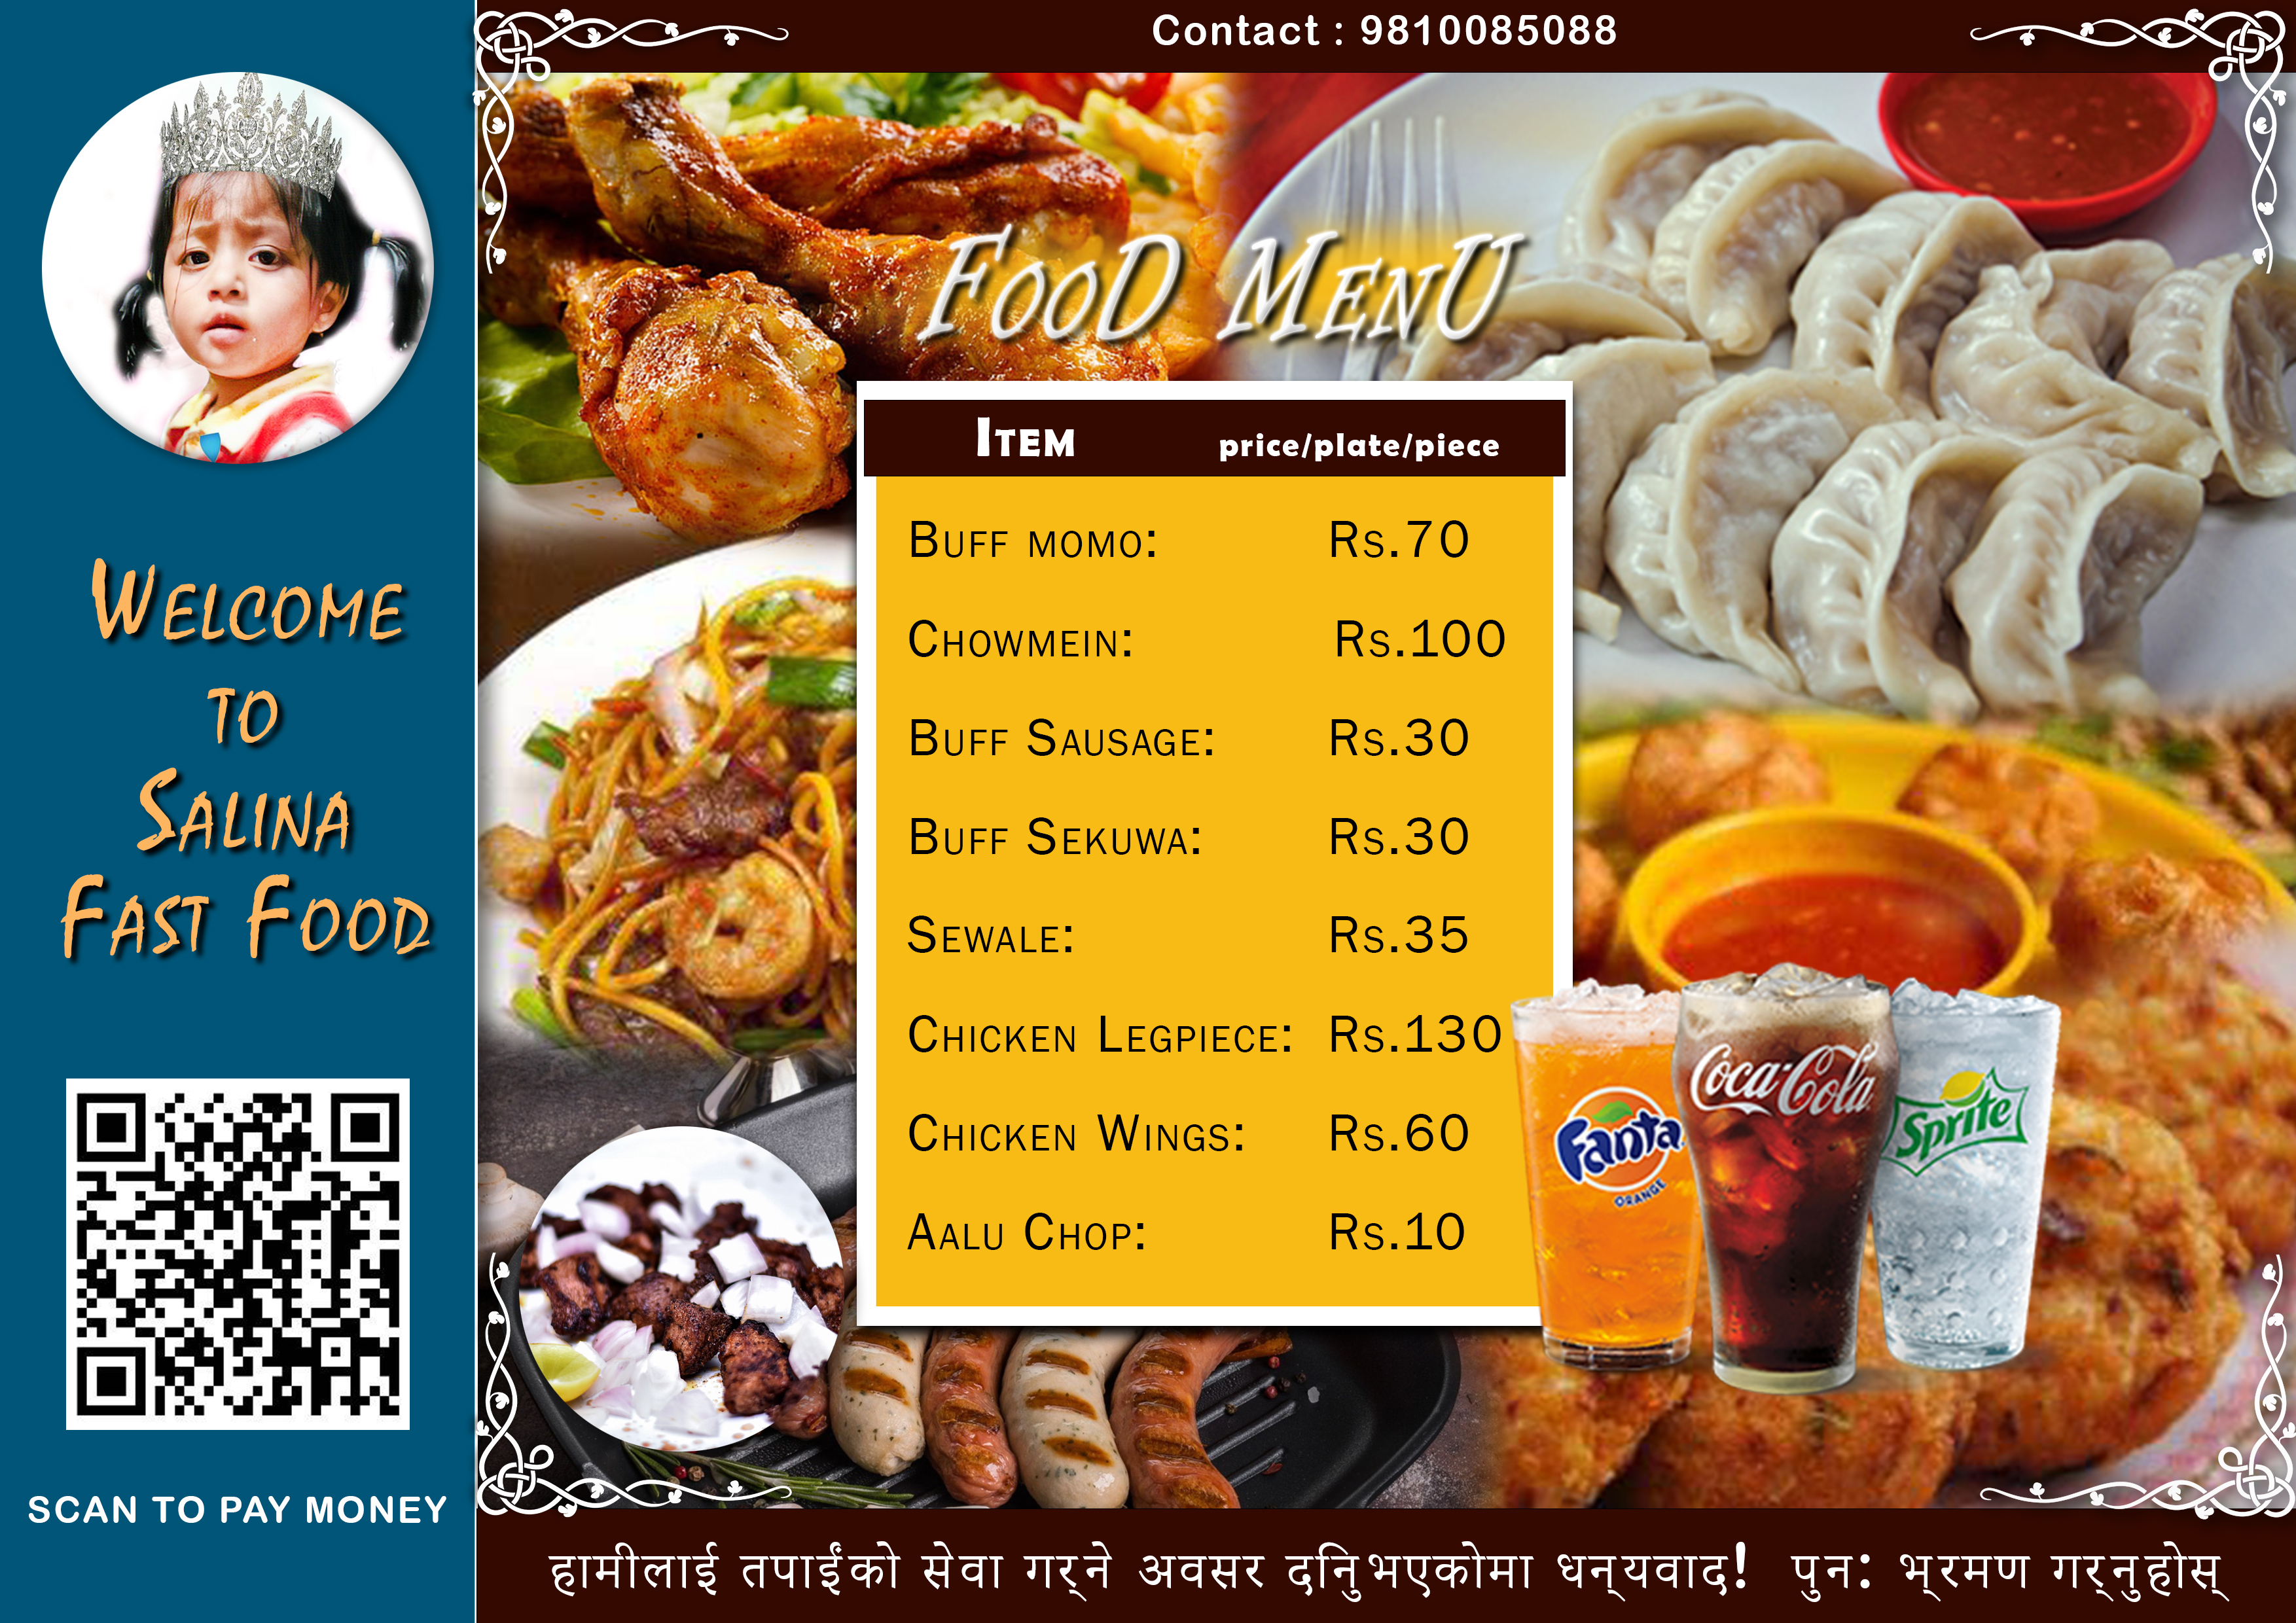 Contact : 9810085088
WELCOME
TO
SALINA
FAST FOOD
SCAN TO PAY MONEY
FOOD MENU
ITEM price/plate/piece
BUFF MOMO: RS.70
CHOWMEIN: RS.100
BUFF SAUSAGE: RS.30
BUFF SEKUWA: RS.30
SEWALE: RS.35
CHICKEN LEGPIECE: RS.130
CHICKEN WINGS: RS.60
AALU CHOP: RS.10
Fanta
ORANGE
Coca-Cola
Sprite
हामीलाई तपाईंको सेवा गर्‌ने अवसर दिनुभएकोमा धन्‌यवाद! पुन: भ्‌रमण गर्‌नुहोस्